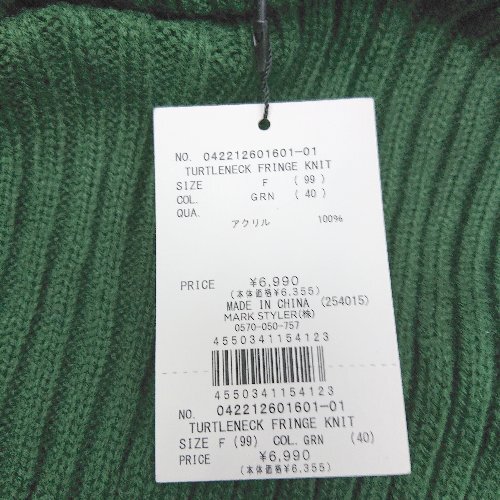 NO. 042212601601-01
TURTLENECK FRINGE KNIT
SIZE F (99)
COL. GRN (40)
QUA.
アクリル 100%
PRICE ¥6,990
(本体価格¥6,355)
MADE IN CHINA (254015)
MARK STYLER(株)
0570-050-757
4550341154123
4550341154123
NO. 042212601601-01
TURTLENECK FRINGE KNIT
SIZE F (99) COL. GRN (40)
PRICE ¥6,990
(本体価格¥6,355)